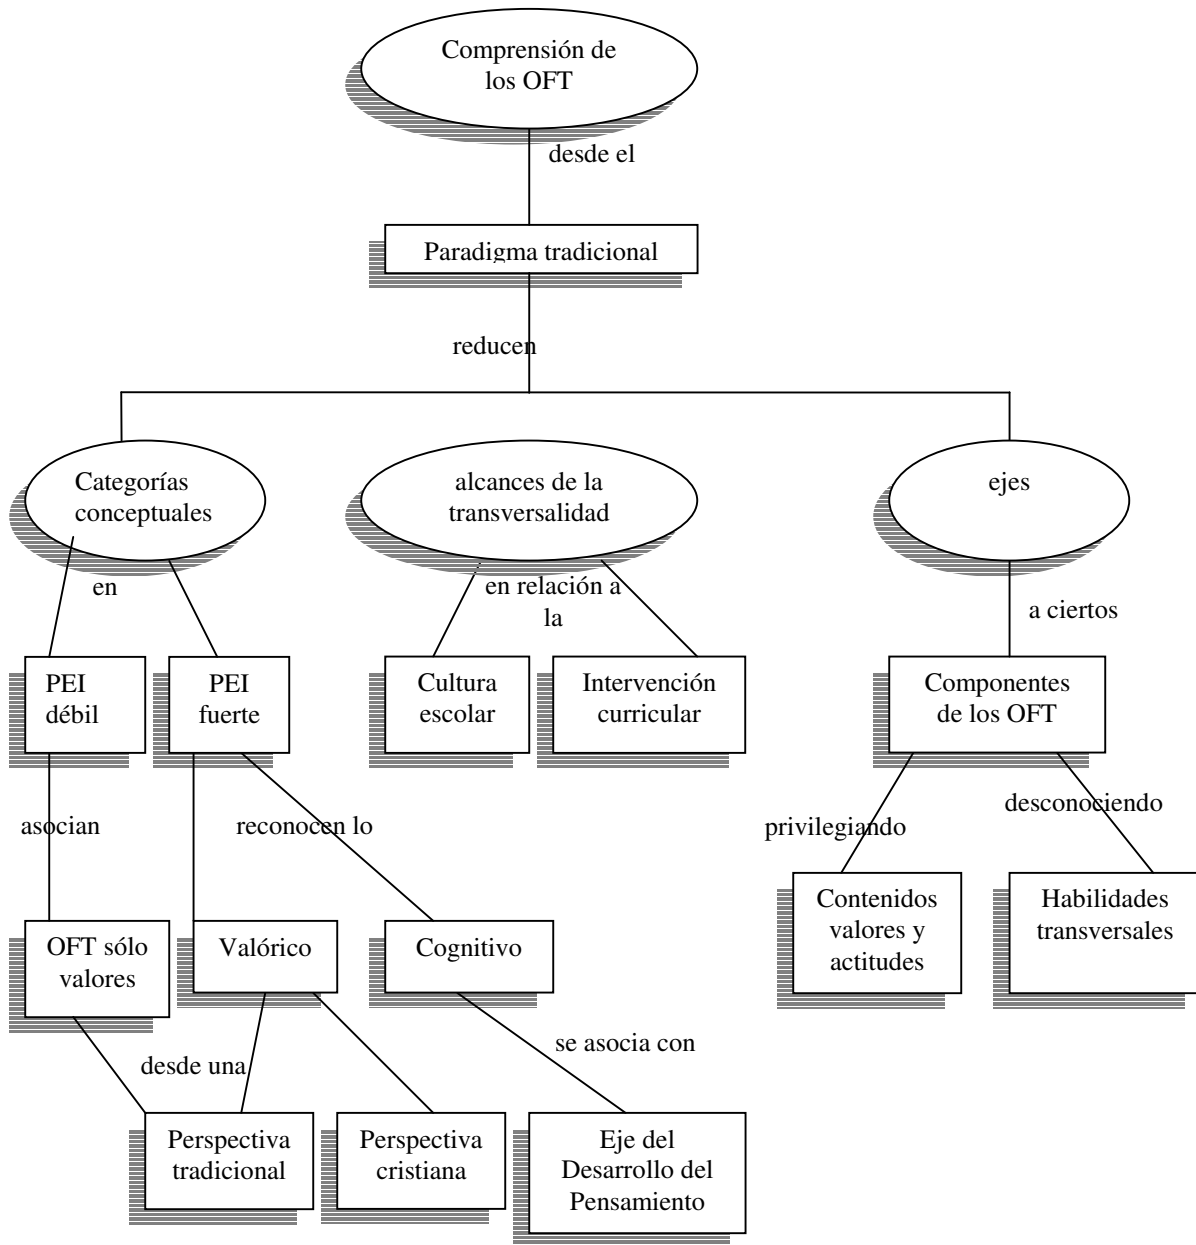 Comprensión de
los OFT
desde el
Paradigma tradicional
reducen
Categorías
conceptuales
alcances de la
transversalidad
ejes
en
en relación a
la
a ciertos
PEI
débil
PEI
fuerte
Cultura
escolar
Intervención
curricular
Componentes
de los OFT
asocian
reconocen lo
privilegiando
desconociendo
OFT sólo
valores
Valórico
Cognitivo
Contenidos
valores y
actitudes
Habilidades
transversales
desde una
se asocia con
Perspectiva
tradicional
Perspectiva
cristiana
Eje del
Desarrollo del
Pensamiento